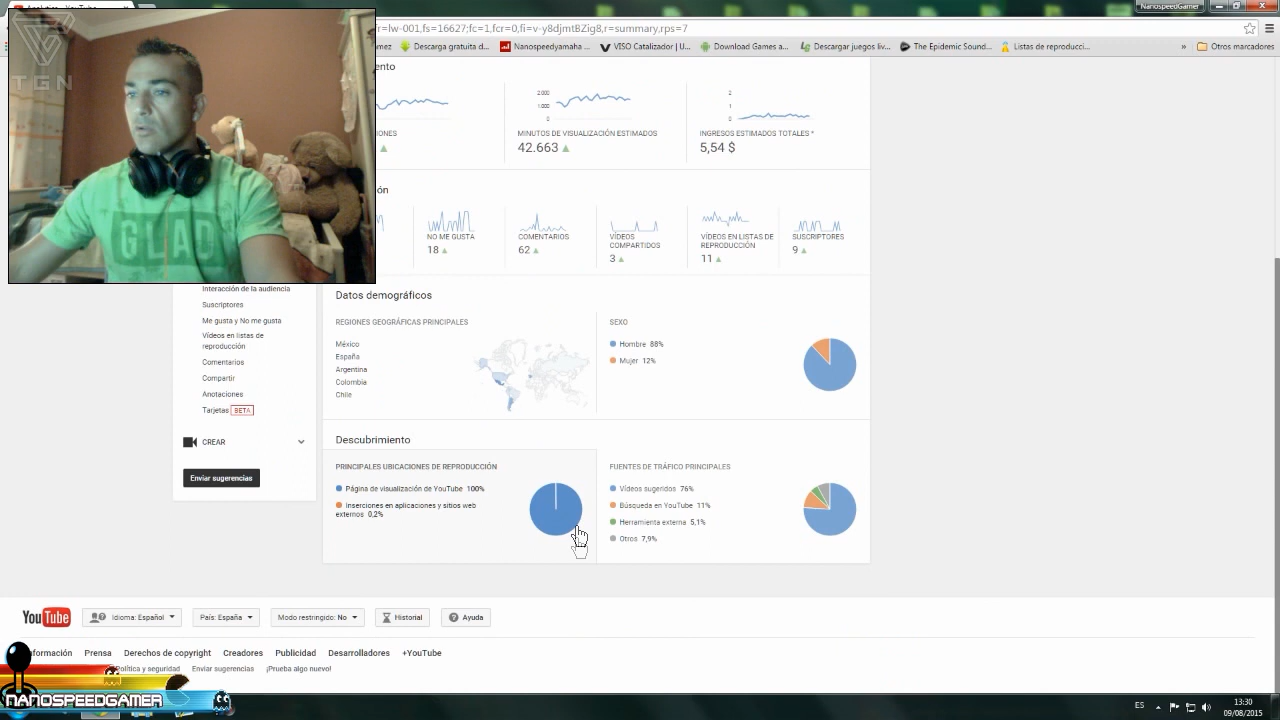 Analytics - YouTube
NanospeedGamer
r=lw-001,fs=16627;fc=1,fcr=0,fi=v-y8djmtBZig8,r=summary,rps=7
Descarga gratuita d...
Nanospeedyamaha ...
VISO Catalizador | U...
Download Games a...
Descargar juegos liv...
The Epidemic Sound...
Listas de reproducci...
»
Otros marcadores
TGN
GLAD
ento
2.000
1.000
0
2
1
0
IONES
MINUTOS DE VISUALIZACIÓN ESTIMADOS
INGRESOS ESTIMADOS TOTALES *
42.663
5,54 $
ón
NO ME GUSTA
COMENTARIOS
VÍDEOS COMPARTIDOS
VÍDEOS EN LISTAS DE REPRODUCCIÓN
SUSCRIPTORES
18
62
3
11
9
Interacción de la audiencia
Suscriptores
Me gusta y No me gusta
Vídeos en listas de
reproducción
Comentarios
Compartir
Anotaciones
Tarjetas BETA
CREAR
Enviar sugerencias
Datos demográficos
REGIONES GEOGRÁFICAS PRINCIPALES
México
España
Argentina
Colombia
Chile
SEXO
Hombre 88%
Mujer 12%
Descubrimiento
PRINCIPALES UBICACIONES DE REPRODUCCIÓN
Página de visualización de YouTube 100%
Inserciones en aplicaciones y sitios web
externos 0,2%
FUENTES DE TRÁFICO PRINCIPALES
Vídeos sugeridos 76%
Búsqueda en YouTube 11%
Herramienta externa 5,1%
Otros 7,9%
YouTube
Idioma: Español
País: España
Modo restringido: No
Historial
Ayuda
formación
Prensa
Derechos de copyright
Creadores
Publicidad
Desarrolladores
+YouTube
Política y seguridad
Enviar sugerencias
¡Prueba algo nuevo!
NANOSPEEDGAMER
ES
13:30
09/08/2015